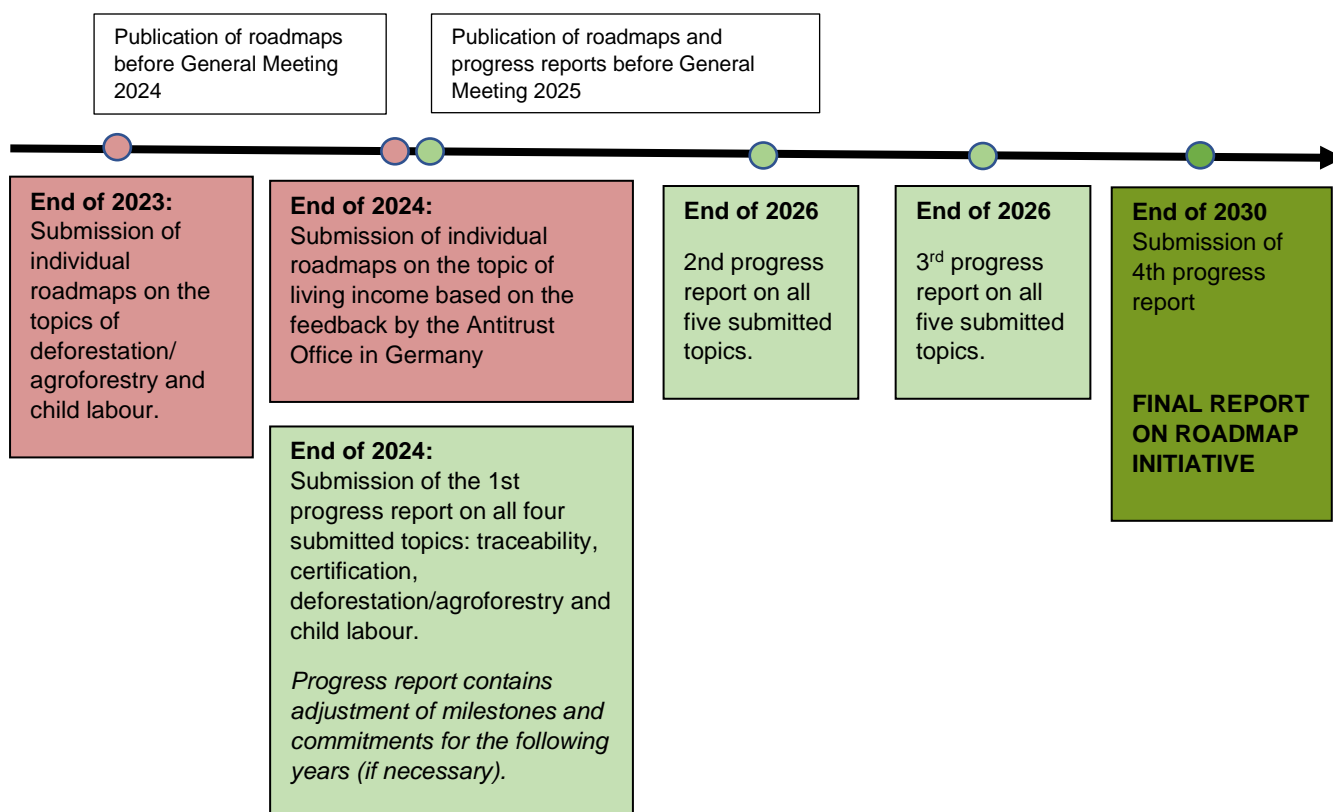 Publication of roadmaps
before General Meeting
2024
Publication of roadmaps and
progress reports before General
Meeting 2025
End of 2023:
Submission of
individual
roadmaps on the
topics of
deforestation/
agroforestry and
child labour.
End of 2024:
Submission of individual
roadmaps on the topic of
living income based on the
feedback by the Antitrust
Office in Germany
End of 2024:
Submission of the 1st
progress report on all four
submitted topics: traceability,
certification,
deforestation/agroforestry and
child labour.
Progress report contains
adjustment of milestones and
commitments for the following
years (if necessary).
End of 2026
2nd progress
report on all
five submitted
topics.
End of 2026
3rd progress
report on all
five submitted
topics.
End of 2030
Submission of
4th progress
report
FINAL REPORT
ON ROADMAP
INITIATIVE